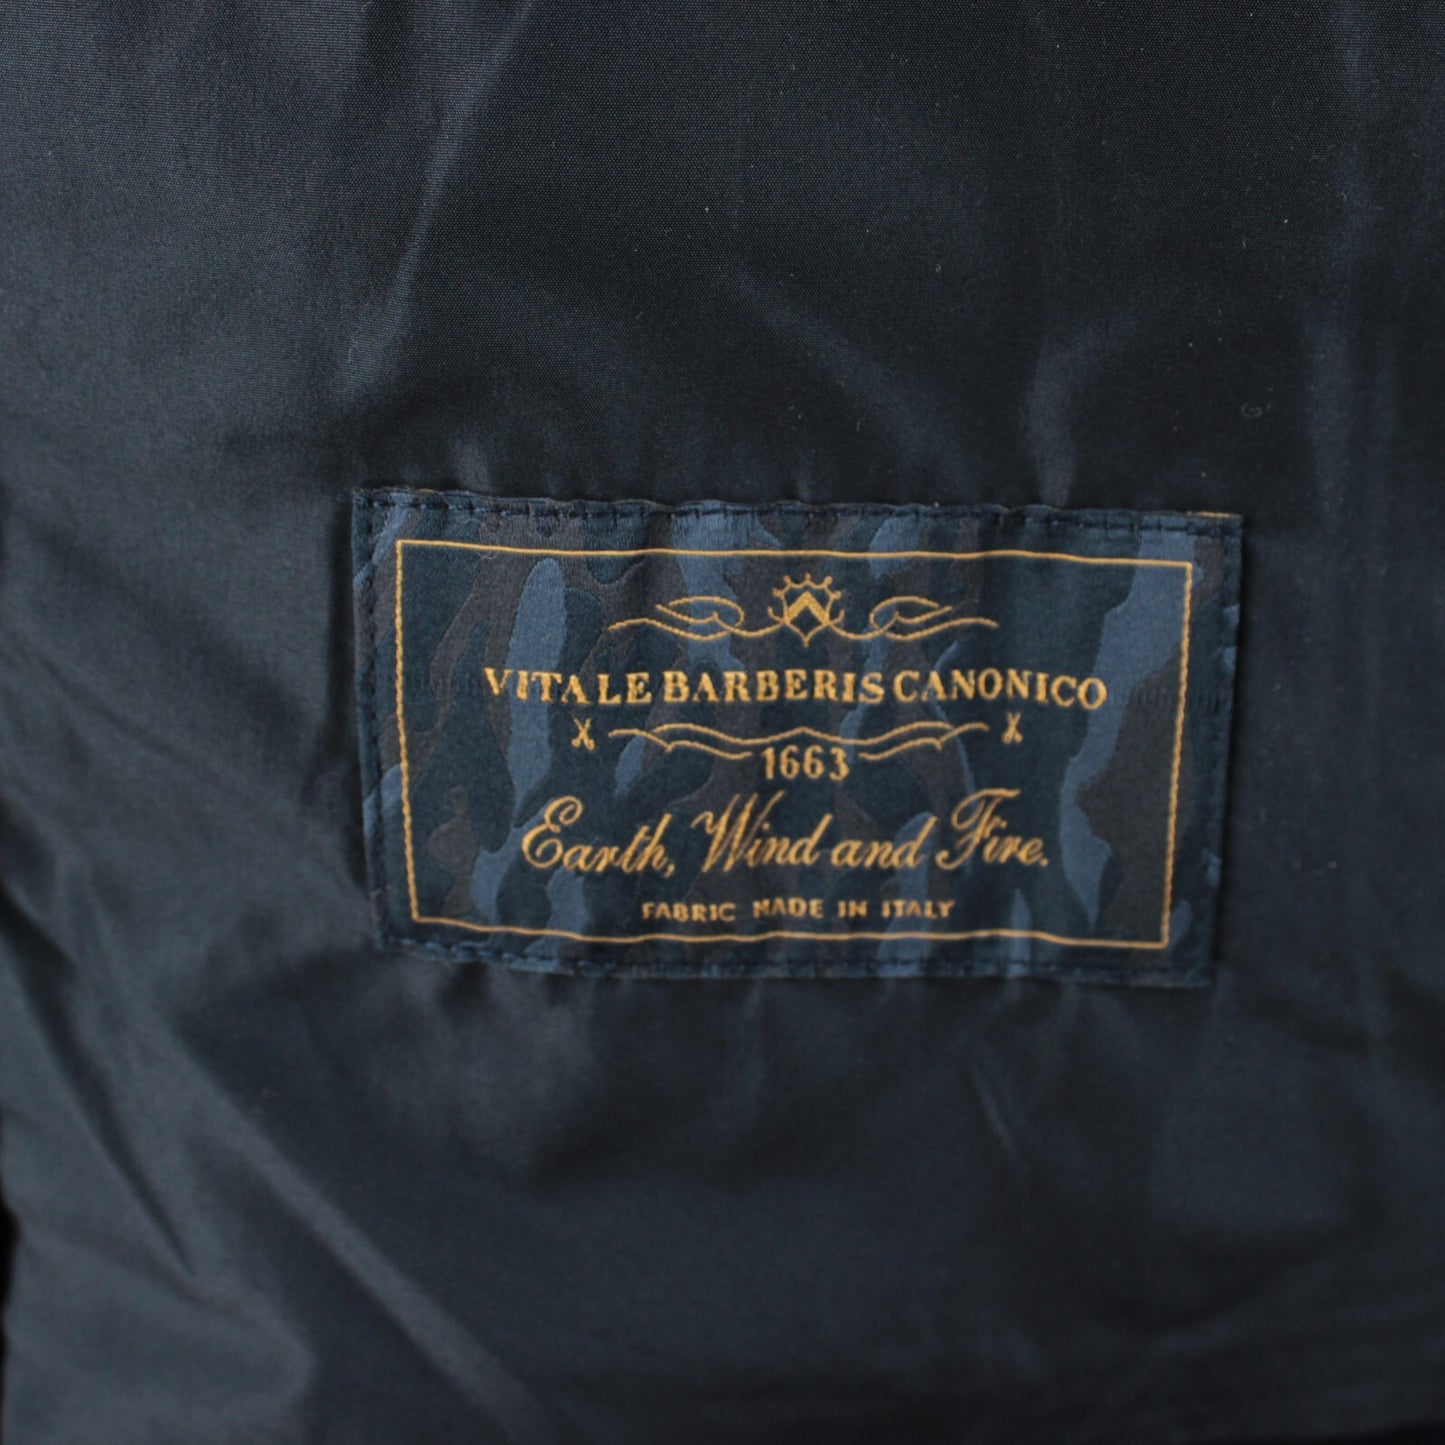 VITALE BARBERIS CANONICO
1663
Earth, Wind and Fire.
FABRIC MADE IN ITALY